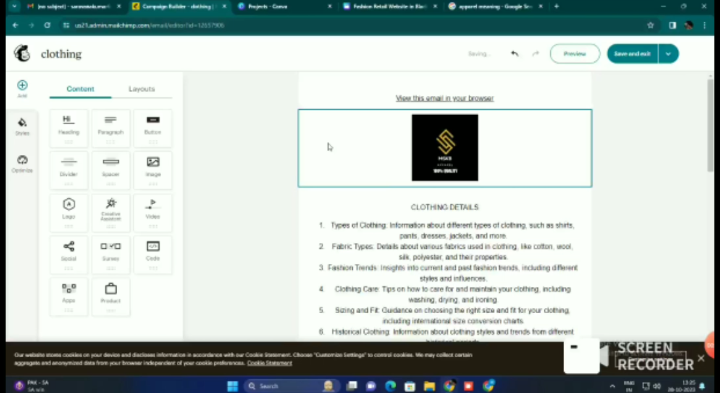 (no subject) -
Campaign Builder - clothing |
Projects - Canva
Fashion Retail Website in Blac
apparel meaning - Google Se
us21.admin.mailchimp.com/email/editor?id=
clothing
Saving...
Preview
Save and exit
Add
Styles
Optimize
Content
Layouts
Heading
Paragraph
Button
Divider
Spacer
Image
Logo
Creative Assistant
Video
Social
Survey
Code
Apps
Product
View this email in your browser
100% QUALITY
CLOTHING DETAILS
1. Types of Clothing: Information about different types of clothing, such as shirts,
pants, dresses, jackets, and more.
2. Fabric Types: Details about various fabrics used in clothing, like cotton, wool,
silk, polyester, and their properties.
3. Fashion Trends: Insights into current and past fashion trends, including different
styles and influences.
4. Clothing Care: Tips on how to care for and maintain your clothing, including
washing, drying, and ironing.
5. Sizing and Fit: Guidance on choosing the right size and fit for your clothing,
including international size conversion charts.
6. Historical Clothing: Information about clothing styles and trends from different
Our website stores cookies on your device and discloses information in accordance with our Cookie Statement. Choose "Customize Settings" to control cookies. We may collect certain
aggregate and anonymized data from your browser independent of your cookie preferences. Cookie Statement
SCREEN
RECORDER
PAK - SA
Search
ENG
13:25